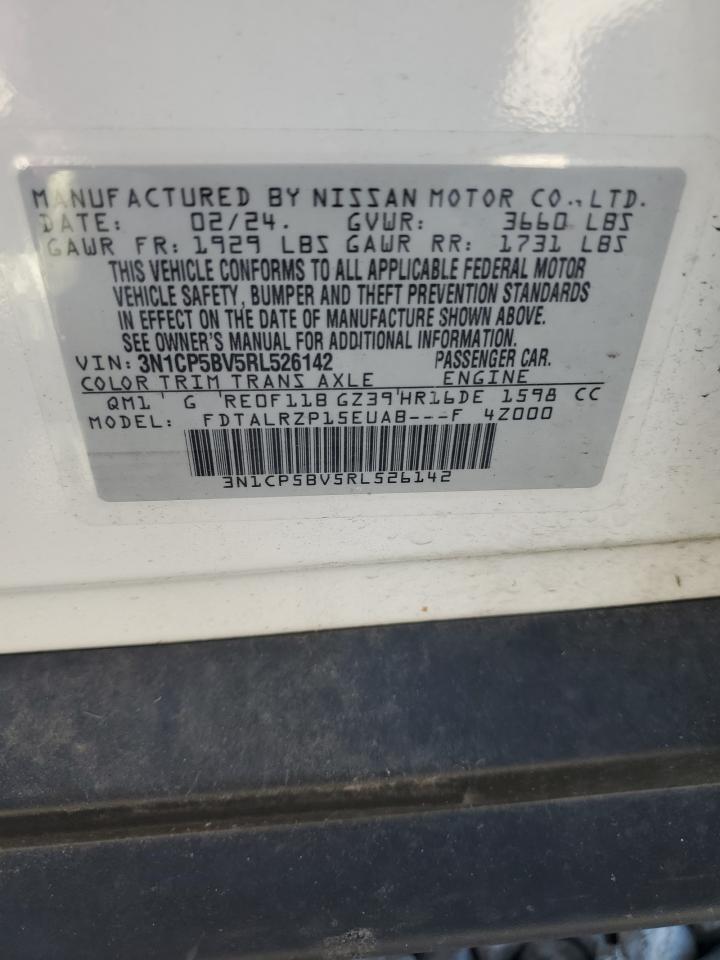 MANUFACTURED BY NISSAN MOTOR CO., LTD.
DATE: 02/24. GVWR: 3660 LBS
GAWR FR: 1929 LBS GAWR RR: 1731 LBS
THIS VEHICLE CONFORMS TO ALL APPLICABLE FEDERAL MOTOR
VEHICLE SAFETY, BUMPER AND THEFT PREVENTION STANDARDS
IN EFFECT ON THE DATE OF MANUFACTURE SHOWN ABOVE.
SEE OWNER'S MANUAL FOR ADDITIONAL INFORMATION.
VIN: 3N1CP5BV5RL526142 PASSENGER CAR.
COLOR TRIM TRANS AXLE ENGINE
QM1 ' G 'RE0F11B GZ39'HR16DE 1598 CC
MODEL: FDTALRZP15EUAB---F 4Z000
3N1CP5BV5RL526142